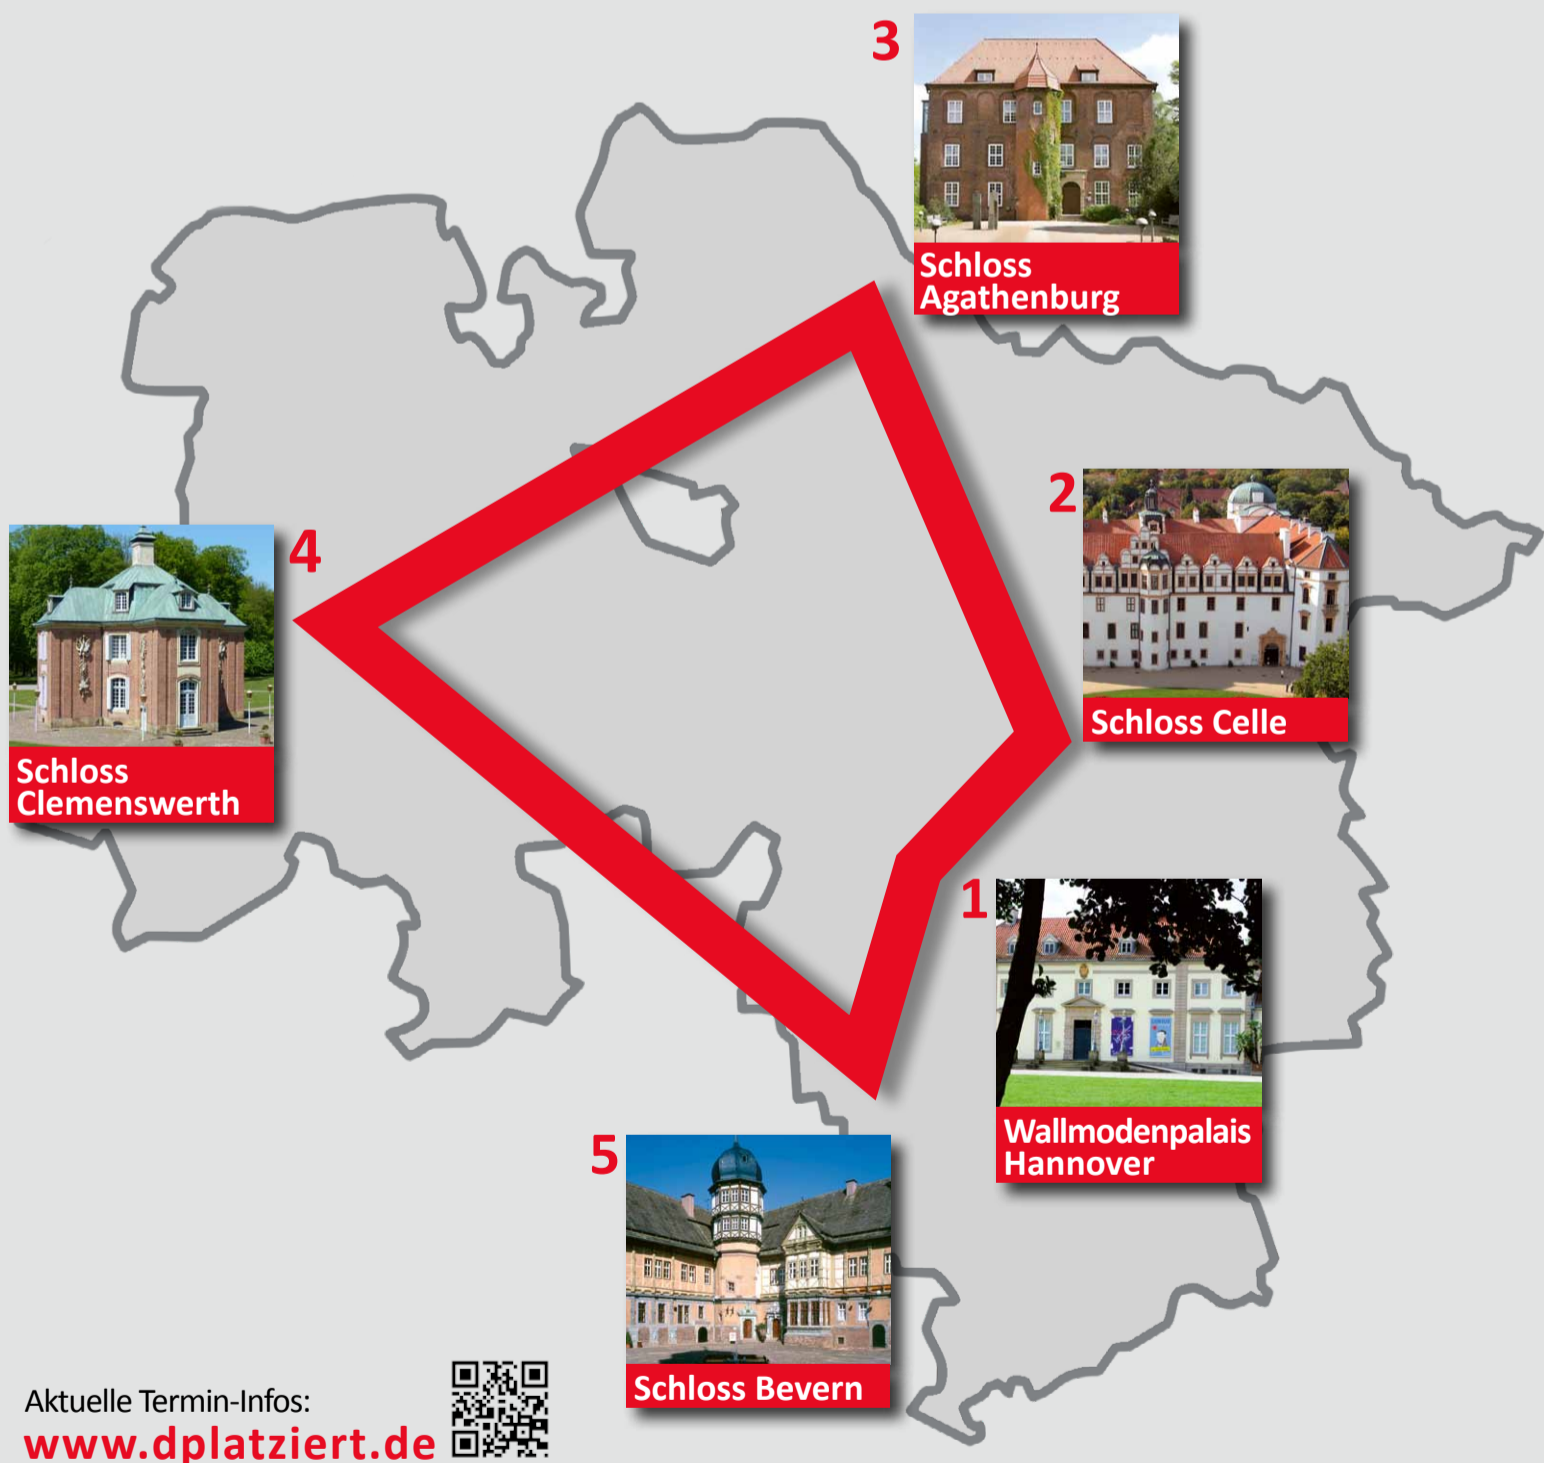 3
Schloss
Agathenburg
2
Schloss Celle
4
Schloss
Clemenswerth
1
Wallmodenpalais
Hannover
5
Schloss Bevern
Aktuelle Termin-Infos:
www.dplatziert.de